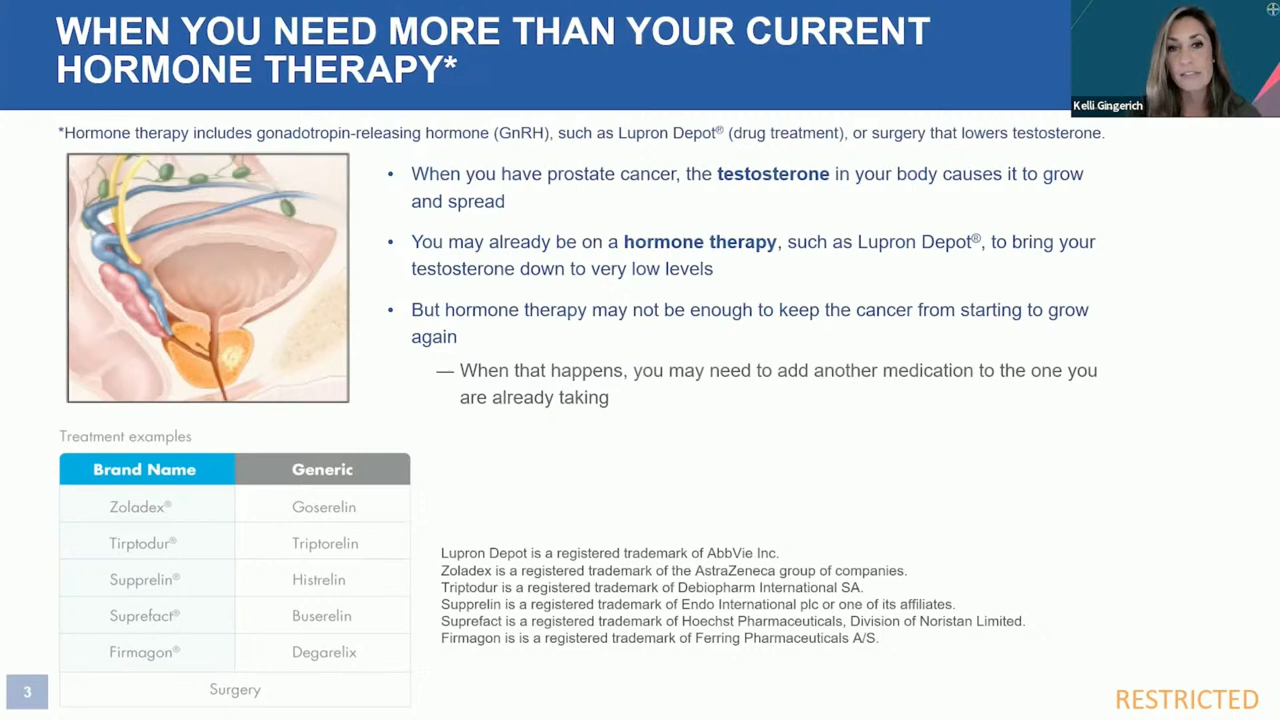 WHEN YOU NEED MORE THAN YOUR CURRENT
HORMONE THERAPY*
Kelli Gingerich
*Hormone therapy includes gonadotropin-releasing hormone (GnRH), such as Lupron Depot® (drug treatment), or surgery that lowers testosterone.
• When you have prostate cancer, the testosterone in your body causes it to grow
and spread
• You may already be on a hormone therapy, such as Lupron Depot®, to bring your
testosterone down to very low levels
• But hormone therapy may not be enough to keep the cancer from starting to grow
again
— When that happens, you may need to add another medication to the one you
are already taking
Treatment examples
Brand Name Generic
Zoladex® Goserelin
Tirptodur® Triptorelin
Supprelin® Histrelin
Suprefact® Buserelin
Firmagon® Degarelix
Surgery
Lupron Depot is a registered trademark of AbbVie Inc.
Zoladex is a registered trademark of the AstraZeneca group of companies.
Triptodur is a registered trademark of Debiopharm International SA.
Supprelin is a registered trademark of Endo International plc or one of its affiliates.
Suprefact is a registered trademark of Hoechst Pharmaceuticals, Division of Noristan Limited.
Firmagon is is a registered trademark of Ferring Pharmaceuticals A/S.
3
RESTRICTED